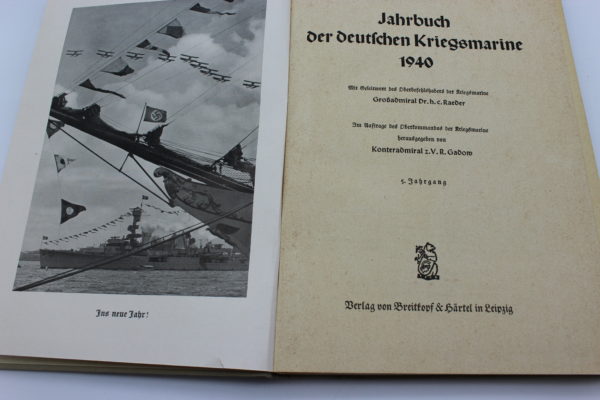 Ins neue Jahr!
Jahrbuch
der deutschen Kriegsmarine
1940
Mit Geleitwort des Oberbefehlshabers der Kriegsmarine
Großadmiral Dr. h. c. Raeder
Im Auftrage des Oberkommandos der Kriegsmarine
herausgegeben von
Konteradmiral z. V. R. Gadow
5. Jahrgang
Verlag von Breitkopf & Härtel in Leipzig